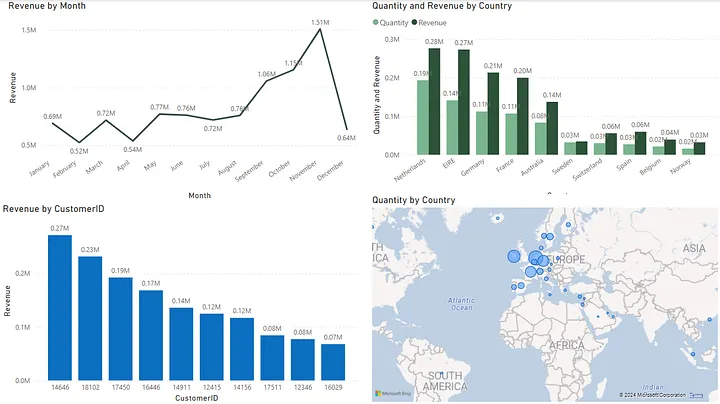 Revenue by Month
1.5M
1.0M
0.5M
Revenue
0.69M
0.52M
0.72M
0.54M
0.77M
0.76M
0.72M
0.76M
1.06M
1.15M
1.51M
0.64M
January
February
March
April
May
June
July
August
September
October
November
December
Month
Quantity and Revenue by Country
Quantity Revenue
0.3M
0.2M
0.1M
0.0M
Quantity and Revenue
0.19M 0.28M
0.14M 0.27M
0.11M 0.21M
0.11M 0.20M
0.08M 0.14M
0.03M
0.03M 0.06M
0.03M 0.06M
0.02M 0.04M
0.02M 0.03M
Netherlands
EIRE
Germany
France
Australia
Sweden
Switzerland
Spain
Belgium
Norway
Revenue by CustomerID
0.2M
0.1M
0.0M
Revenue
0.27M
0.23M
0.19M
0.17M
0.14M
0.12M
0.12M
0.08M
0.08M
0.07M
14646 18102 17450 16446 14911 12415 14156 17511 12346 16029
CustomerID
Quantity by Country
EUROPE
ASIA
Atlantic
Ocean
AFRICA
SOUTH
AMERICA
Indian
Microsoft Bing
© 2024 Microsoft Corporation Terms